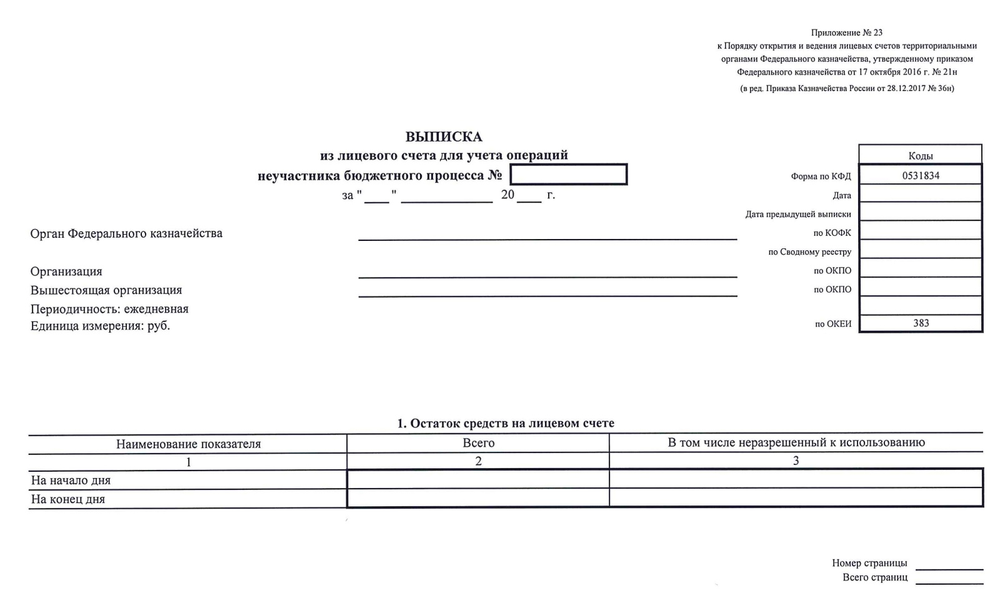 Приложение № 23
к Порядку открытия и ведения лицевых счетов территориальными
органами Федерального казначейства, утвержденному приказом
Федерального казначейства от 17 октября 2016 г. № 21н
(в ред. Приказа Казначейства России от 28.12.2017 № 36н)
ВЫПИСКА
из лицевого счета для учета операций
неучастника бюджетного процесса №
за "___" ___________ 20___ г.
Коды
Форма по КФД 0531834
Дата
Дата предыдущей выписки
Орган Федерального казначейства по КОФК
по Сводному реестру
Организация по ОКПО
Вышестоящая организация по ОКПО
Периодичность: ежедневная
Единица измерения: руб. по ОКЕИ 383
1. Остаток средств на лицевом счете
Наименование показателя Всего В том числе неразрешенный к использованию
1 2 3
На начало дня
На конец дня
Номер страницы
Всего страниц